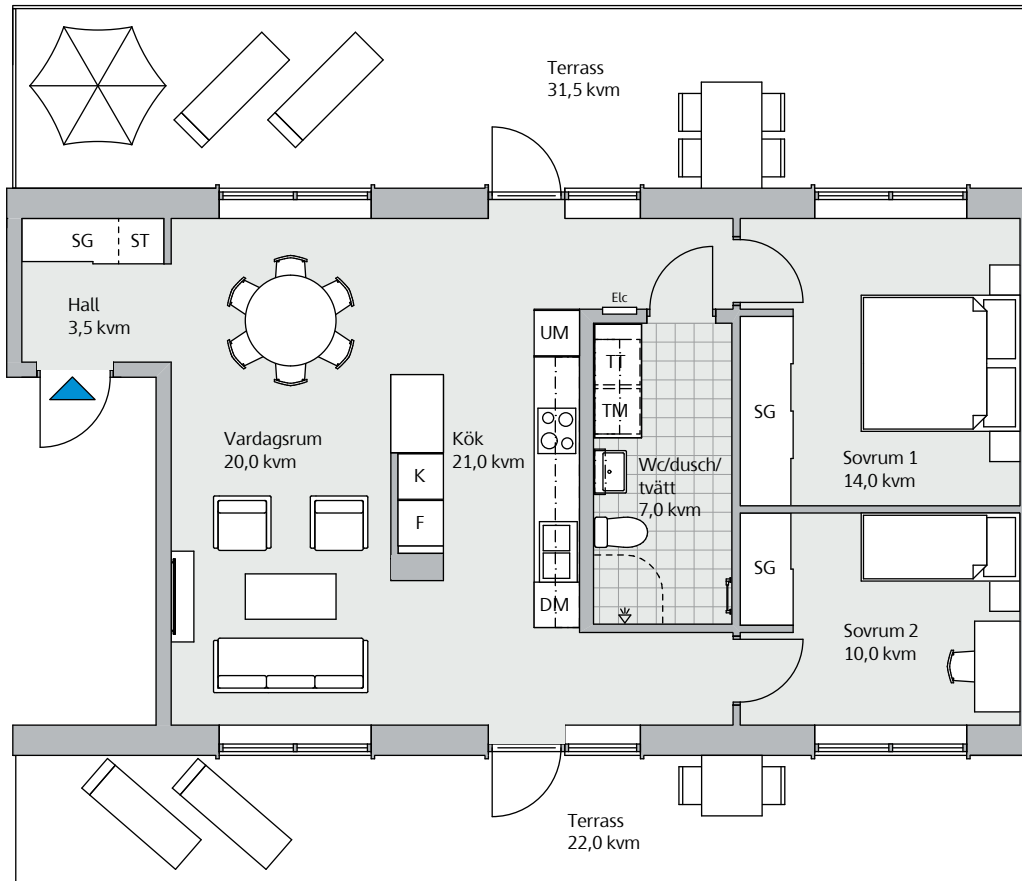 Terrass
31,5 kvm
SG
ST
Hall
3,5 kvm
Elc
UM
TT
TM
SG
Vardagsrum
20,0 kvm
Kök
21,0 kvm
K
F
Wc/dusch/
tvätt
7,0 kvm
Sovrum 1
14,0 kvm
SG
DM
Sovrum 2
10,0 kvm
Terrass
22,0 kvm